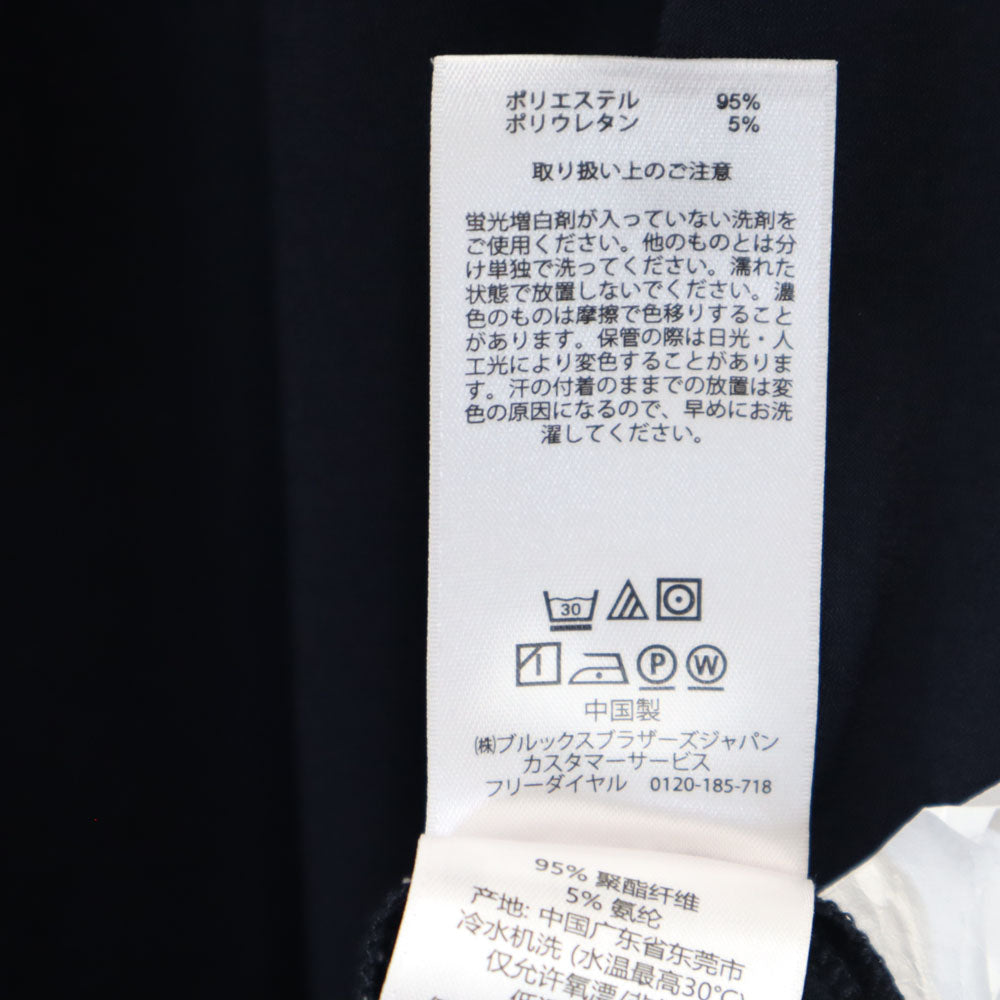 ポリエステル 95%
ポリウレタン 5%
取り扱い上のご注意
蛍光増白剤が入っていない洗剤を
ご使用ください。他のものとは分
け単独で洗ってください。濡れた
状態で放置しないでください。濃
色のものは摩擦で色移りすること
があります。保管の際は日光・人
工光により変色することがありま
す。汗の付着のままでの放置は変
色の原因になるので、早めにお洗
濯してください。
30
P W
中国製
㈱ブルックスブラザーズジャパン
カスタマーサービス
フリーダイヤル 0120-185-718
95% 聚酯纤维
5% 氨纶
产地: 中国广东省东莞市
冷水机洗 (水温最高30°C)
仅允许氧漂